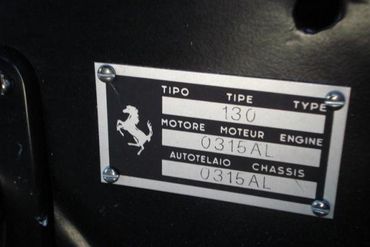 TIPO TIPE TYPE
130
MOTORE MOTEUR ENGINE
0315AL
AUTOTELAIO CHASSIS
0315AL